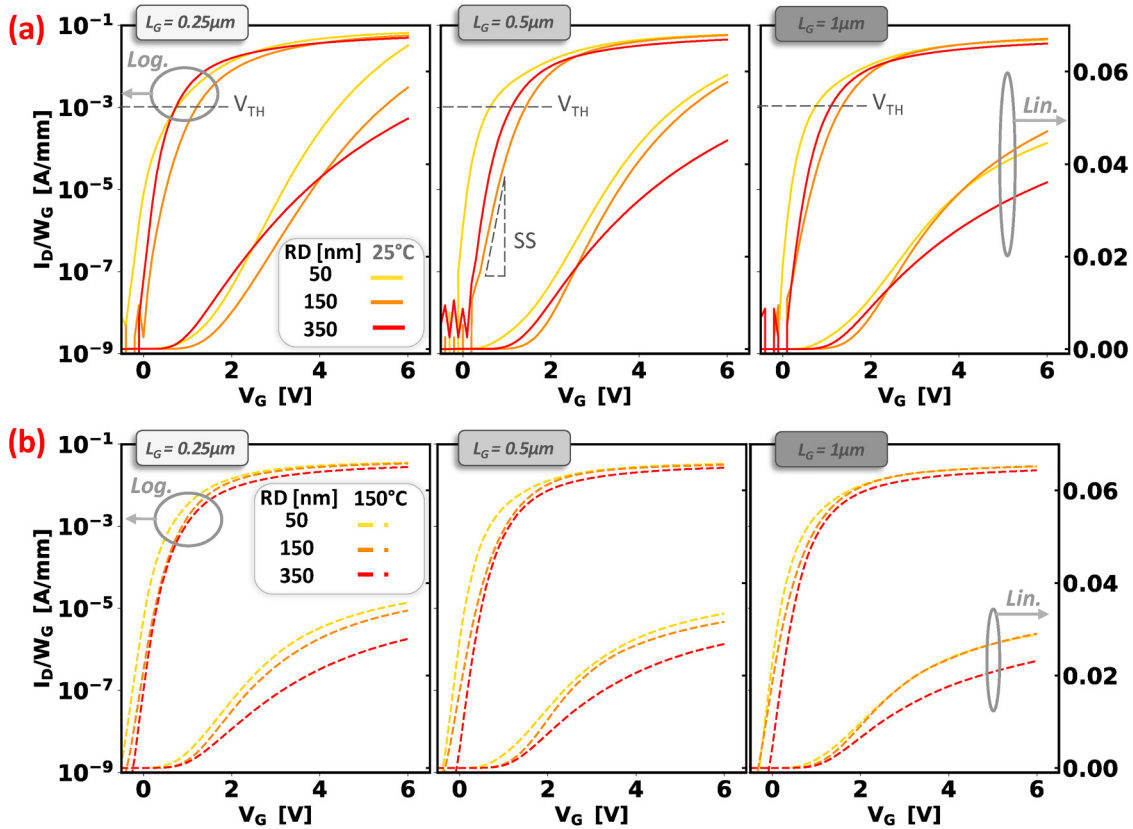 (a)
L_G = 0.25µm
L_G = 0.5µm
L_G = 1µm
10^-1
10^-3
10^-5
10^-7
10^-9
I_D/W_G [A/mm]
Log.
V_TH
V_TH
V_TH
SS
Lin.
RD [nm] 25°C
50
150
350
0.06
0.04
0.02
0.00
0 2 4 6
0 2 4 6
0 2 4 6
V_G [V]
V_G [V]
V_G [V]
(b)
L_G = 0.25µm
L_G = 0.5µm
L_G = 1µm
10^-1
10^-3
10^-5
10^-7
10^-9
I_D/W_G [A/mm]
Log.
RD [nm] 150°C
50
150
350
Lin.
0.06
0.04
0.02
0.00
0 2 4 6
0 2 4 6
0 2 4 6
V_G [V]
V_G [V]
V_G [V]